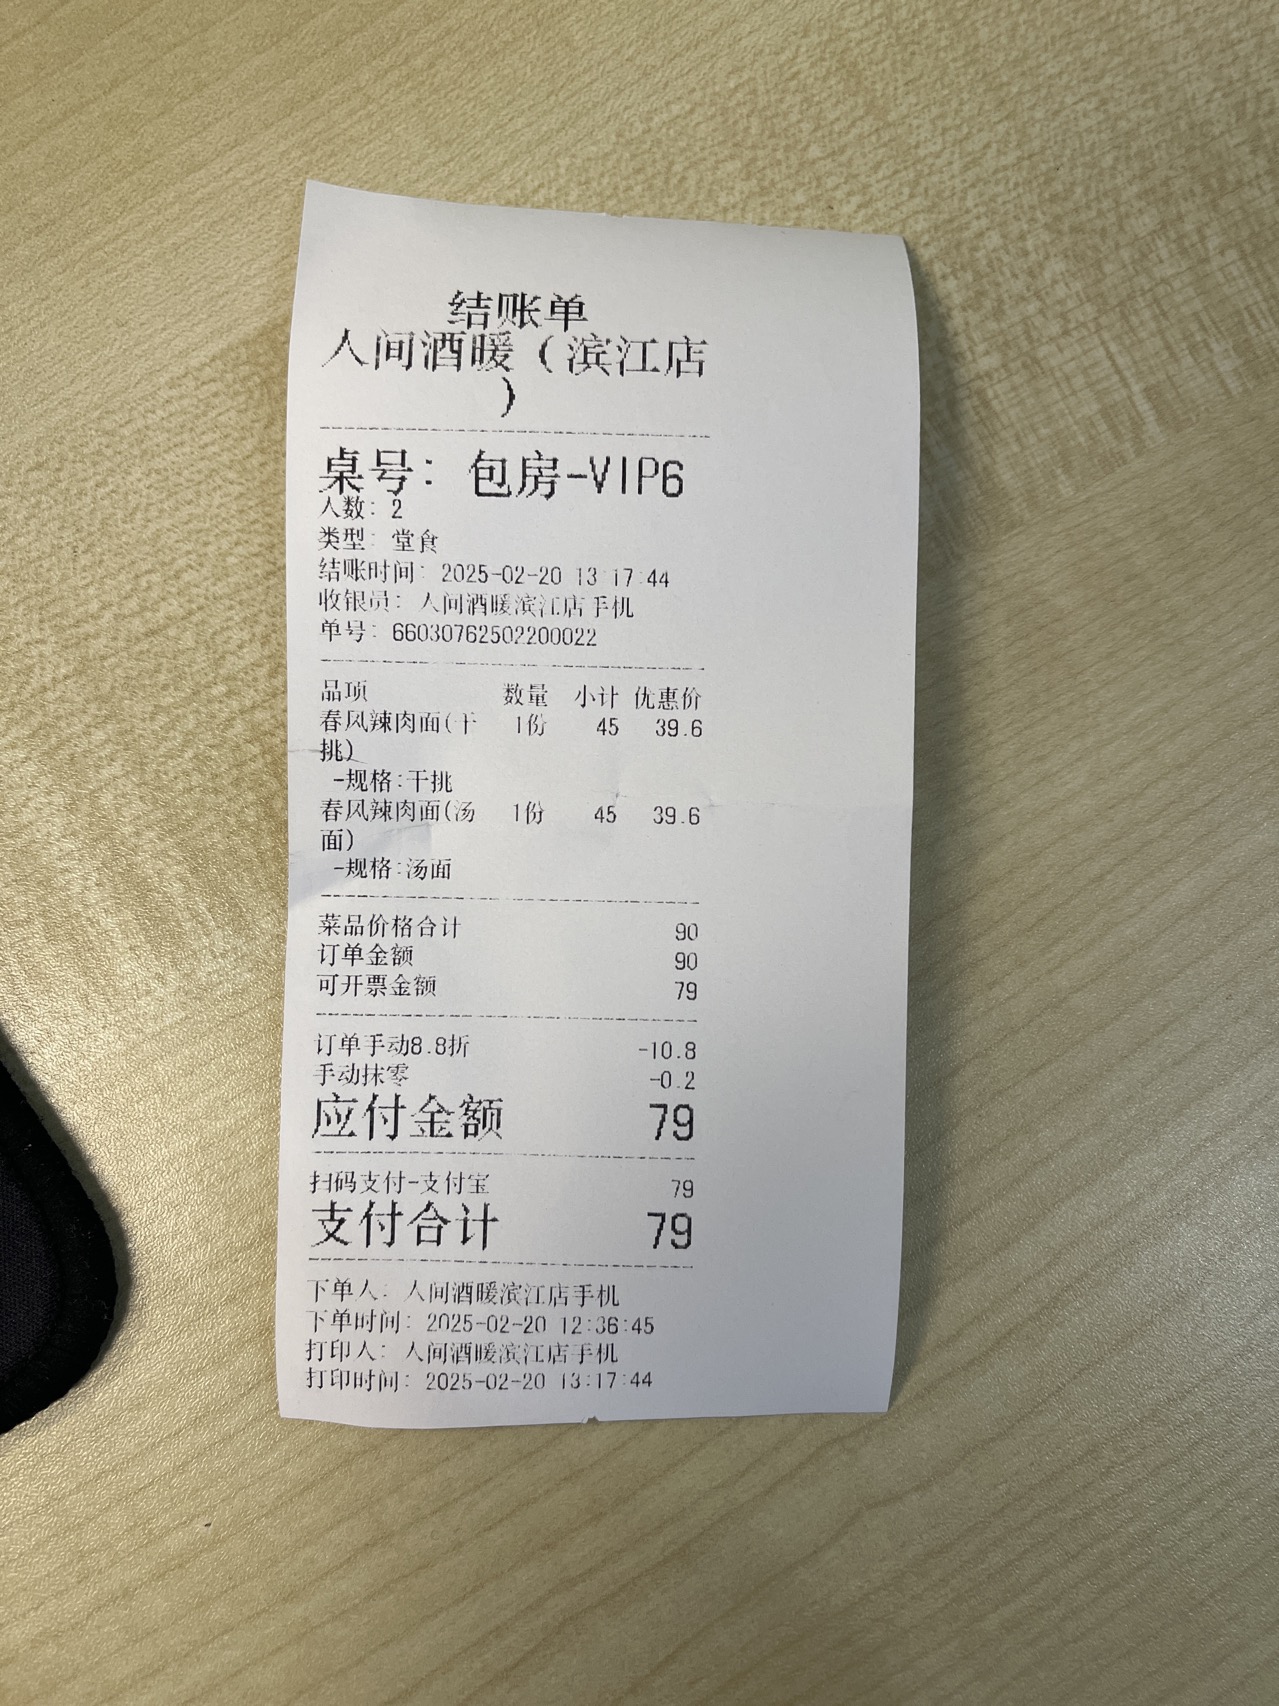 结账单
人间酒暖（滨江店
）
桌号：包房-VIP6
人数：2
类型：堂食
结账时间：2025-02-20 13:17:44
收银员：人间酒暖滨江店手机
单号：66030762502200022
品项 数量 小计 优惠价
春风辣肉面(干 1份 45 39.6
挑)
-规格:干挑
春风辣肉面(汤 1份 45 39.6
面)
-规格:汤面
菜品价格合计 90
订单金额 90
可开票金额 79
订单手动8.8折 -10.8
手动抹零 -0.2
应付金额 79
扫码支付-支付宝 79
支付合计 79
下单人：人间酒暖滨江店手机
下单时间：2025-02-20 12:36:45
打印人：人间酒暖滨江店手机
打印时间：2025-02-20 13:17:44